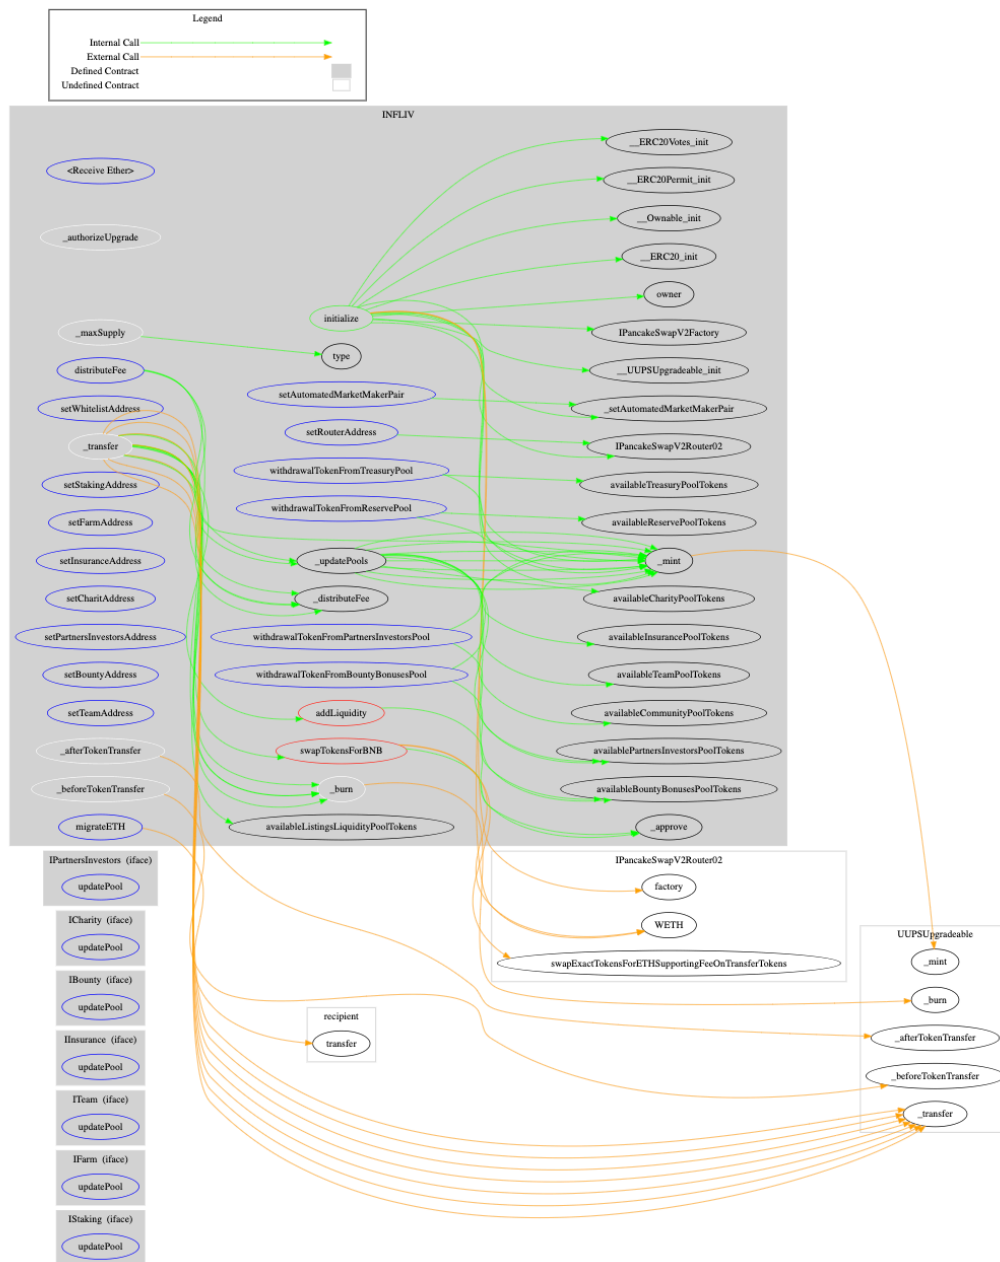 Legend
Internal Call
External Call
Defined Contract
Undefined Contract
INFLIV
<Receive Ether>
_authorizeUpgrade
_maxSupply
distributeFee
setWhitelistAddress
_transfer
setStakingAddress
setFarmAddress
setInsuranceAddress
setCharitAddress
setPartnersInvestorsAddress
setBountyAddress
setTeamAddress
_afterTokenTransfer
_beforeTokenTransfer
migrateETH
initialize
type
setAutomatedMarketMakerPair
setRouterAddress
withdrawalTokenFromTreasuryPool
withdrawalTokenFromReservePool
_updatePools
_distributeFee
withdrawalTokenFromPartnersInvestorsPool
withdrawalTokenFromBountyBonusesPool
addLiquidity
swapTokensForBNB
_burn
availableListingsLiquidityPoolTokens
__ERC20Votes_init
__ERC20Permit_init
__Ownable_init
__ERC20_init
owner
IPancakeSwapV2Factory
__UUPSUpgradeable_init
_setAutomatedMarketMakerPair
IPancakeSwapV2Router02
availableTreasuryPoolTokens
availableReservePoolTokens
_mint
availableCharityPoolTokens
availableInsurancePoolTokens
availableTeamPoolTokens
availableCommunityPoolTokens
availablePartnersInvestorsPoolTokens
availableBountyBonusesPoolTokens
_approve
IPartnersInvestors (iface)
updatePool
ICharity (iface)
updatePool
IBounty (iface)
updatePool
IInsurance (iface)
updatePool
ITeam (iface)
updatePool
IFarm (iface)
updatePool
IStaking (iface)
updatePool
recipient
transfer
IPancakeSwapV2Router02
factory
WETH
swapExactTokensForETHSupportingFeeOnTransferTokens
UUPSUpgradeable
_mint
_burn
_afterTokenTransfer
_beforeTokenTransfer
_transfer